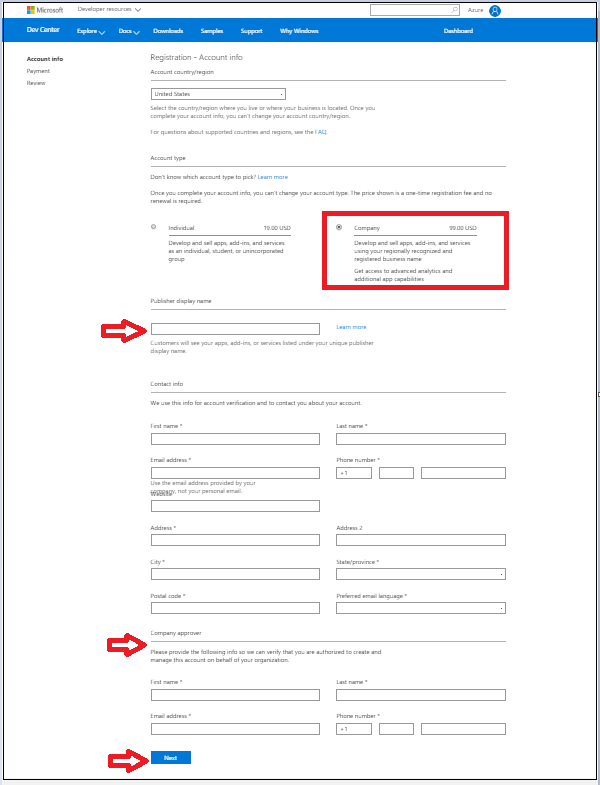 Microsoft
Developer resources
Azure
Dev Center
Explore
Docs
Downloads
Samples
Support
Why Windows
Dashboard
Account info
Payment
Review
Registration - Account info
Account country/region
United States
Select the country/region where you live or where your business is located. Once you
complete your account info, you can't change your account country/region.
For questions about supported countries and regions, see the FAQ.
Account type
Don't know which account type to pick? Learn more
Once you complete your account info, you can't change your account type. The price shown is a one-time registration fee and no
renewal is required.
Individual 19.00 USD
Develop and sell apps, add-ins, and services
as an individual, student, or unincorporated
group
Company 99.00 USD
Develop and sell apps, add-ins, and services
using your regionally recognized and
registered business name
Get access to advanced analytics and
additional app capabilities
Publisher display name
Learn more
Customers will see your apps, add-ins, or services listed under your unique publisher
display name.
Contact info
We use this info for account verification and to contact you about your account.
First name *
Last name *
Email address *
Phone number *
+1
Use the email address provided by your
company, not your personal email.
Website
Address *
Address 2
City *
State/province *
Postal code *
Preferred email language *
Company approver
Please provide the following info so we can verify that you are authorized to create and
manage this account on behalf of your organization.
First name *
Last name *
Email address *
Phone number *
+1
Next